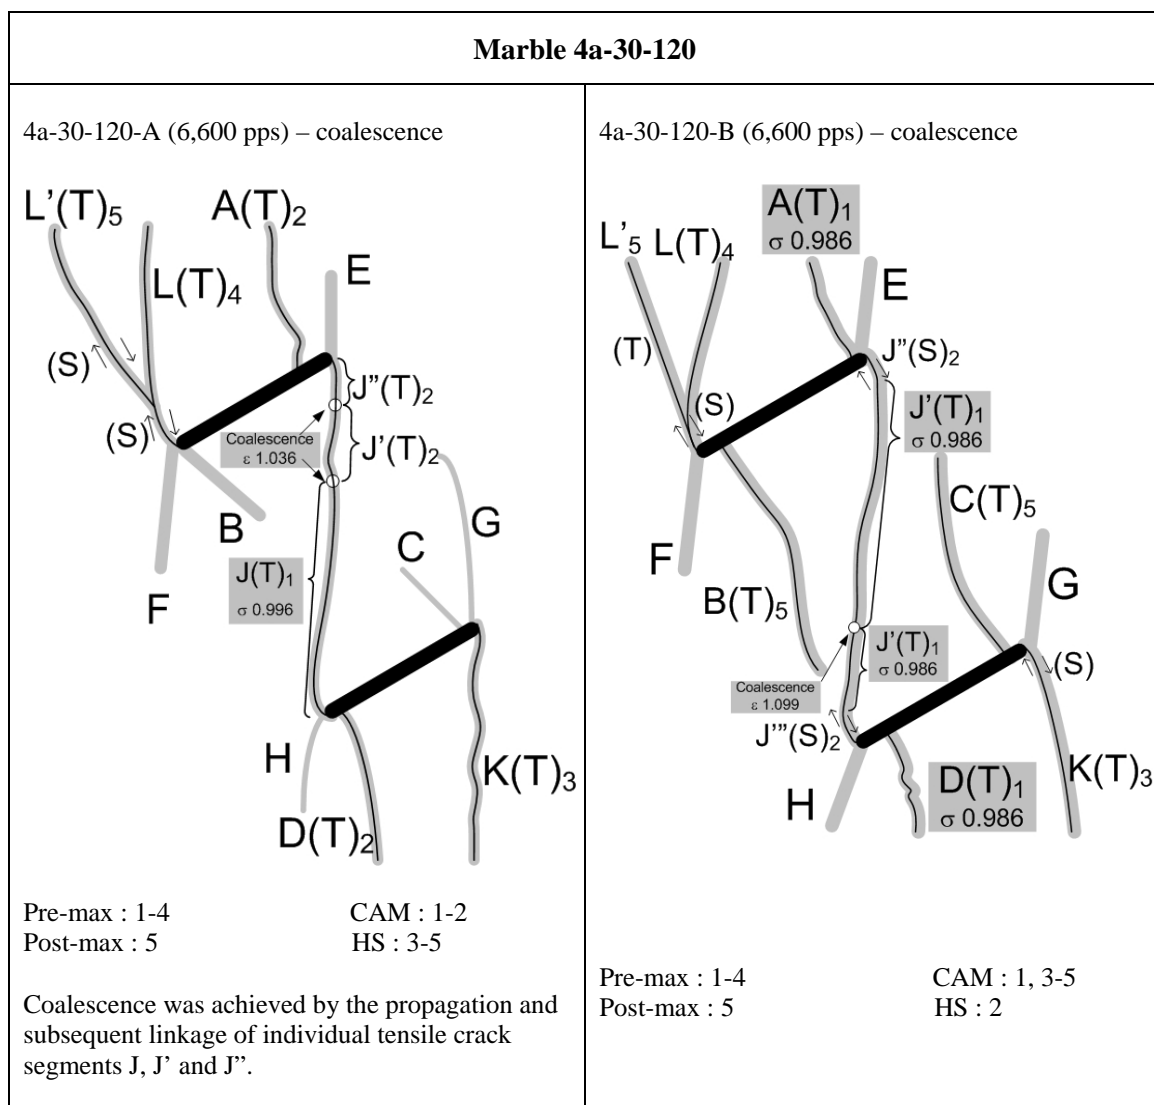 Marble 4a-30-120
4a-30-120-A (6,600 pps) – coalescence
L’(T)₅
A(T)₂
L(T)₄
E
(S)
J”(T)₂
(S)
Coalescence
ε 1.036
J’(T)₂
B
G
C
F
J(T)₁
σ 0.996
H
K(T)₃
D(T)₂
Pre-max : 1-4 CAM : 1-2
Post-max : 5 HS : 3-5
Coalescence was achieved by the propagation and
subsequent linkage of individual tensile crack
segments J, J’ and J”.
4a-30-120-B (6,600 pps) – coalescence
A(T)₁
σ 0.986
L’₅
L(T)₄
E
(T)
J”(S)₂
(S)
J’(T)₁
σ 0.986
C(T)₅
F
G
B(T)₅
J’(T)₁
σ 0.986
(S)
Coalescence
ε 1.099
J’”(S)₂
K(T)₃
H
D(T)₁
σ 0.986
Pre-max : 1-4 CAM : 1, 3-5
Post-max : 5 HS : 2